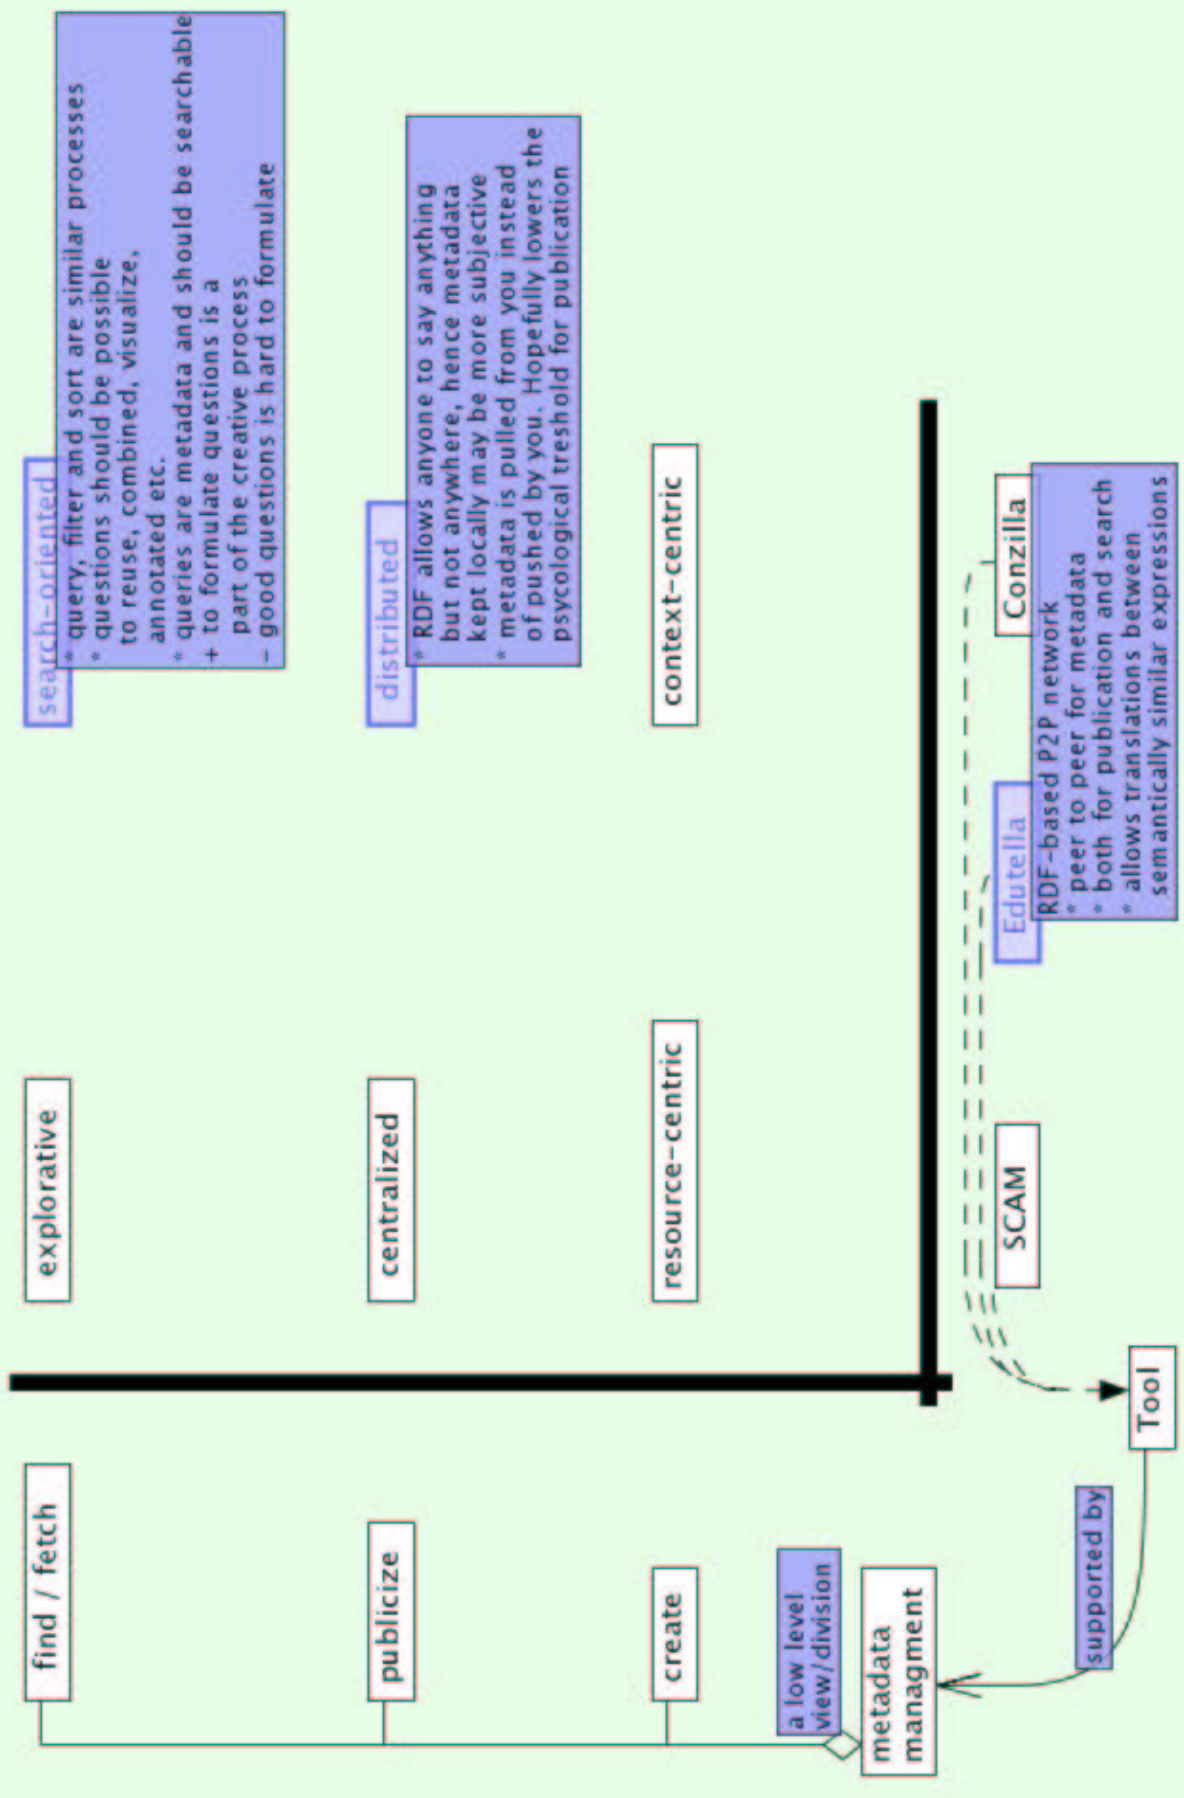 find / fetch
explorative
search-oriented
* query, filter and sort are similar processes
* questions should be possible
to reuse, combined, visualize,
annotated etc.
* queries are metadata and should be searchable
+ to formulate questions is a
part of the creative process
- good questions is hard to formulate
publicize
centralized
distributed
* RDF allows anyone to say anything
but not anywhere, hence metadata
kept locally may be more subjective
* metadata is pulled from you instead
of pushed by you. Hopefully lowers the
psycological treshold for publication
create
resource-centric
context-centric
a low level
view/division
metadata
managment
supported by
Tool
SCAM
Edutella
Conzilla
RDF-based P2P network
* peer to peer for metadata
* both for publication and search
* allows translations between
semantically similar expressions